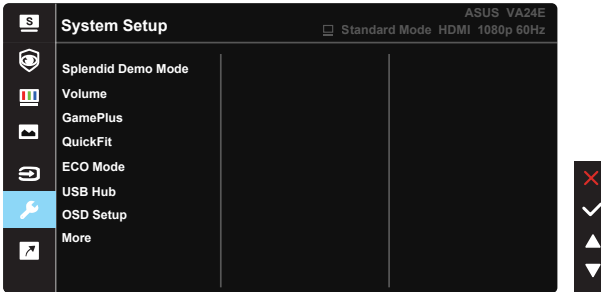 S
System Setup
ASUS VA24E
Standard Mode HDMI 1080p 60Hz
Splendid Demo Mode
Volume
GamePlus
QuickFit
ECO Mode
USB Hub
OSD Setup
More